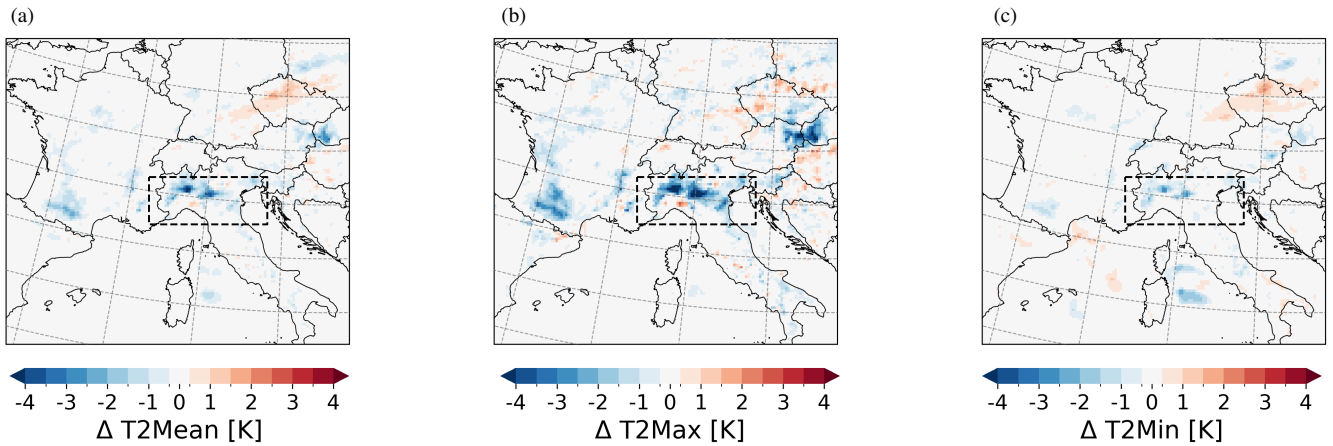 (a)
(b)
(c)
-4 -3 -2 -1 0 1 2 3 4
-4 -3 -2 -1 0 1 2 3 4
-4 -3 -2 -1 0 1 2 3 4
Δ T2Mean [K]
Δ T2Max [K]
Δ T2Min [K]